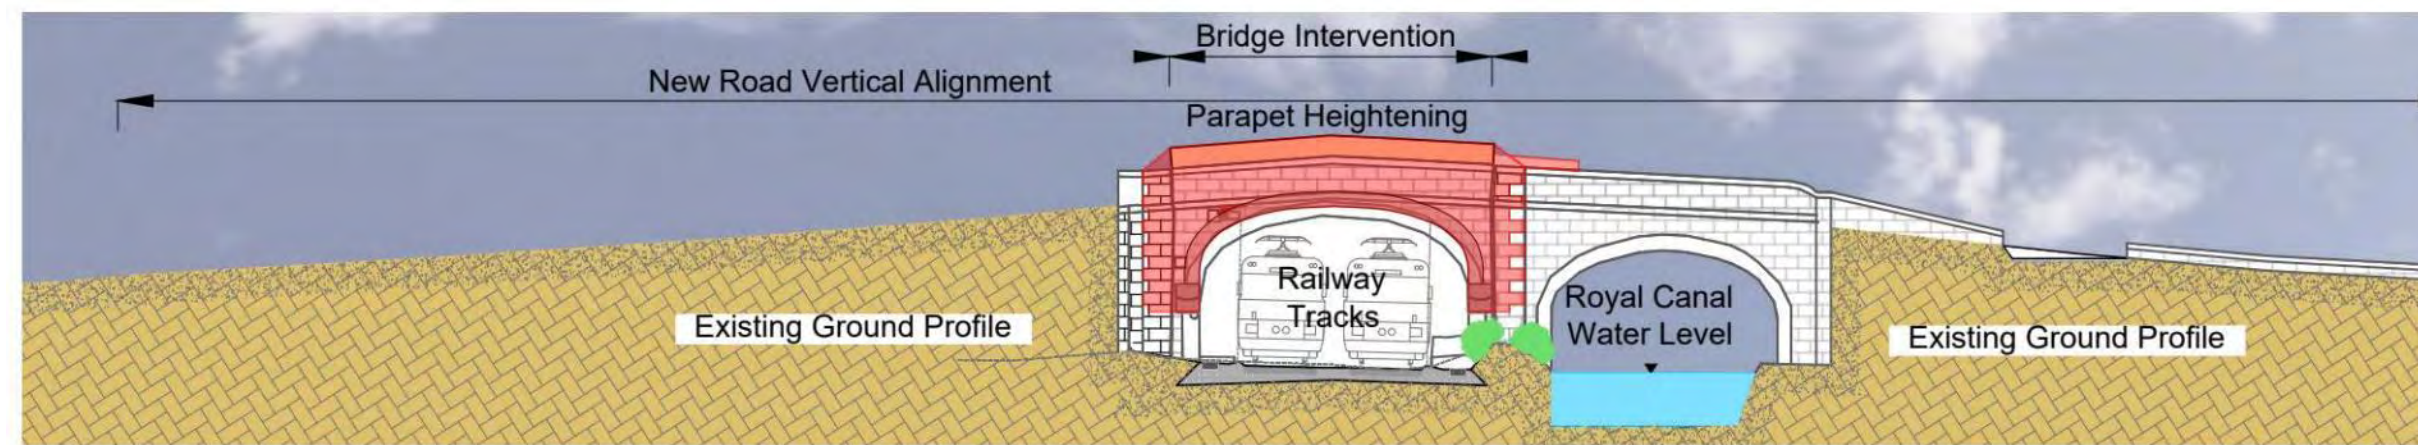 Bridge Intervention
New Road Vertical Alignment
Parapet Heightening
Railway
Tracks
Royal Canal
Water Level
Existing Ground Profile
Existing Ground Profile